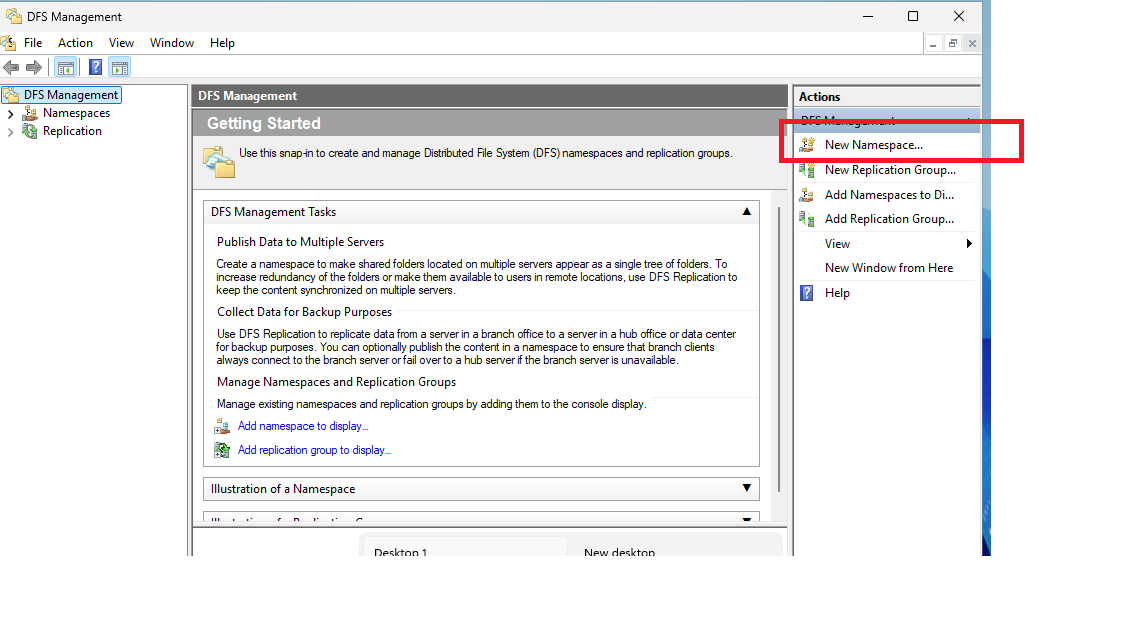 DFS Management
File Action View Window Help
DFS Management
Namespaces
Replication
DFS Management
Getting Started
Use this snap-in to create and manage Distributed File System (DFS) namespaces and replication groups.
DFS Management Tasks
Publish Data to Multiple Servers
Create a namespace to make shared folders located on multiple servers appear as a single tree of folders. To
increase redundancy of the folders or make them available to users in remote locations, use DFS Replication to
keep the content synchronized on multiple servers.
Collect Data for Backup Purposes
Use DFS Replication to replicate data from a server in a branch office to a server in a hub office or data center
for backup purposes. You can optionally publish the content in a namespace to ensure that branch clients
always connect to the branch server or fail over to a hub server if the branch server is unavailable.
Manage Namespaces and Replication Groups
Manage existing namespaces and replication groups by adding them to the console display.
Add namespace to display...
Add replication group to display...
Illustration of a Namespace
Desktop 1
New desktop
Actions
DFS Management
New Namespace...
New Replication Group...
Add Namespaces to Di...
Add Replication Group...
View
New Window from Here
Help